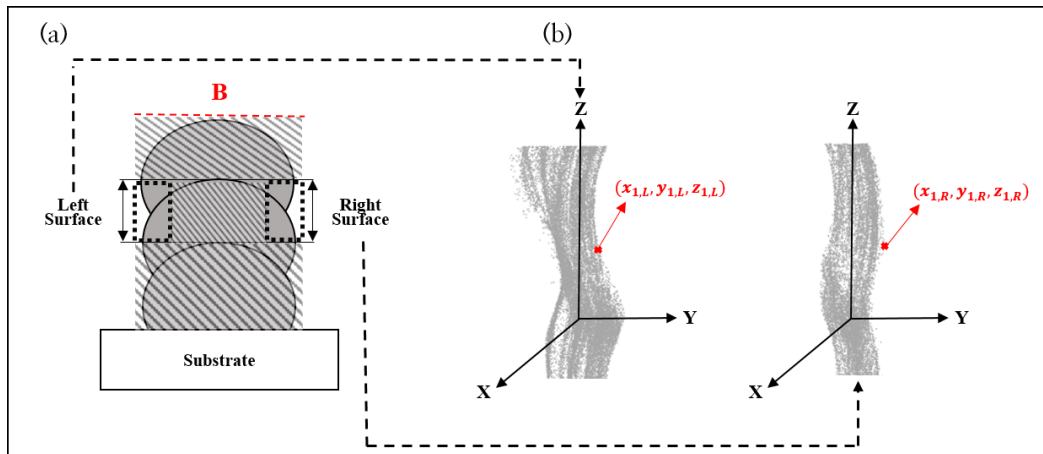 (a)
(b)
B
Left
Surface
Right
Surface
Substrate
Z
(x₁,L, y₁,L, z₁,L)
Y
X
Z
(x₁,R, y₁,R, z₁,R)
Y
X